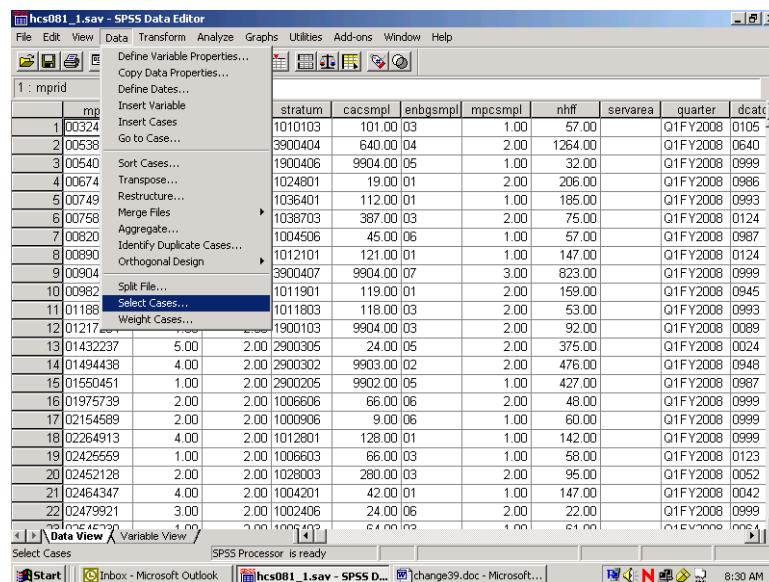 hcs081_1.sav - SPSS Data Editor
File Edit View Data Transform Analyze Graphs Utilities Add-ons Window Help
1 : mprid
Define Variable Properties...
Copy Data Properties...
Define Dates...
Insert Variable
Insert Cases
Go to Case...
Sort Cases...
Transpose...
Restructure...
Merge Files
Aggregate...
Identify Duplicate Cases...
Orthogonal Design
Split File...
Select Cases...
Weight Cases...
mp stratum cacsmpl enbgsmpl mpcsmpl nhff servarea quarter dcatc
1 00324 1010103 101.00 03 1.00 57.00 Q1FY2008 0105
2 00538 3900404 640.00 04 2.00 1264.00 Q1FY2008 0640
3 00540 1900406 9904.00 05 1.00 32.00 Q1FY2008 0999
4 00674 1024801 19.00 01 2.00 206.00 Q1FY2008 0986
5 00749 1036401 112.00 01 1.00 185.00 Q1FY2008 0993
6 00758 1038703 387.00 03 2.00 75.00 Q1FY2008 0124
7 00820 1004506 45.00 06 1.00 57.00 Q1FY2008 0987
8 00890 1012101 121.00 01 1.00 147.00 Q1FY2008 0124
9 00904 3900407 9904.00 07 3.00 823.00 Q1FY2008 0999
10 00982 1011901 119.00 01 2.00 159.00 Q1FY2008 0945
11 01188 1011803 118.00 03 2.00 53.00 Q1FY2008 0993
12 1900103 9904.00 03 2.00 92.00 Q1FY2008 0089
13 01432237 5.00 2.00 2900305 24.00 05 2.00 375.00 Q1FY2008 0024
14 01494438 4.00 2.00 2900302 9903.00 02 2.00 476.00 Q1FY2008 0948
15 01550451 1.00 2.00 2900205 9902.00 05 1.00 427.00 Q1FY2008 0987
16 01975739 2.00 2.00 1006606 66.00 06 2.00 48.00 Q1FY2008 0999
17 02154589 2.00 2.00 1000906 9.00 06 1.00 60.00 Q1FY2008 0999
18 02264913 4.00 2.00 1012801 128.00 01 1.00 142.00 Q1FY2008 0999
19 02425559 1.00 2.00 1006603 66.00 03 1.00 58.00 Q1FY2008 0123
20 02452128 2.00 2.00 1028003 280.00 03 2.00 95.00 Q1FY2008 0052
21 02464347 4.00 2.00 1004201 42.00 01 1.00 147.00 Q1FY2008 0042
22 02479921 3.00 2.00 1002406 24.00 06 2.00 22.00 Q1FY2008 0999
Data View Variable View
Select Cases SPSS Processor is ready
Start Inbox - Microsoft Outlook hcs081_1.sav - SPSS D... change39.doc - Microsoft... 8:30 AM